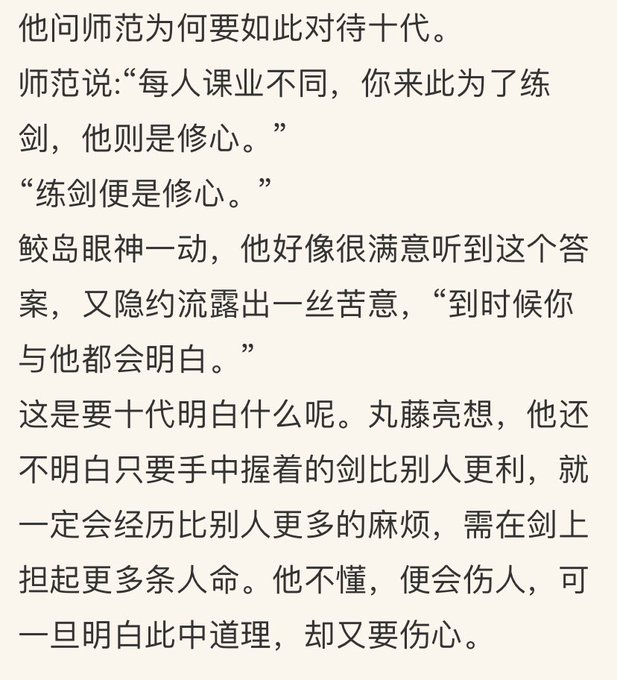 他问师范为何要如此对待十代。
师范说:“每人课业不同，你来此为了练
剑，他则是修心。”
“练剑便是修心。”
鲛岛眼神一动，他好像很满意听到这个答
案，又隐约流露出一丝苦意，“到时候你
与他都会明白。”
这是要十代明白什么呢。丸藤亮想，他还
不明白只要手中握着的剑比别人更利，就
一定会经历比别人更多的麻烦，需在剑上
担起更多条人命。他不懂，便会伤人，可
一旦明白此中道理，却又要伤心。